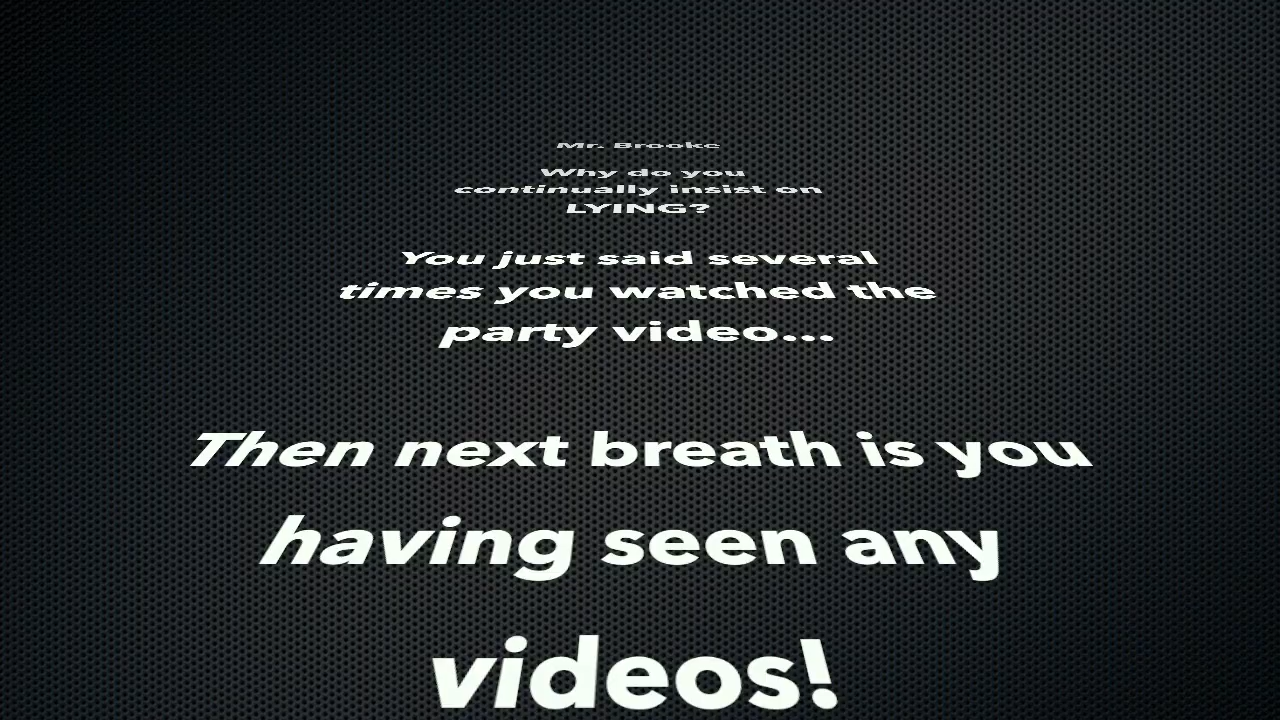 Mr. Brooke
Why do you
continually insist on
LYING?
You just said several
times you watched the
party video...
Then next breath is you
having seen any
videos!